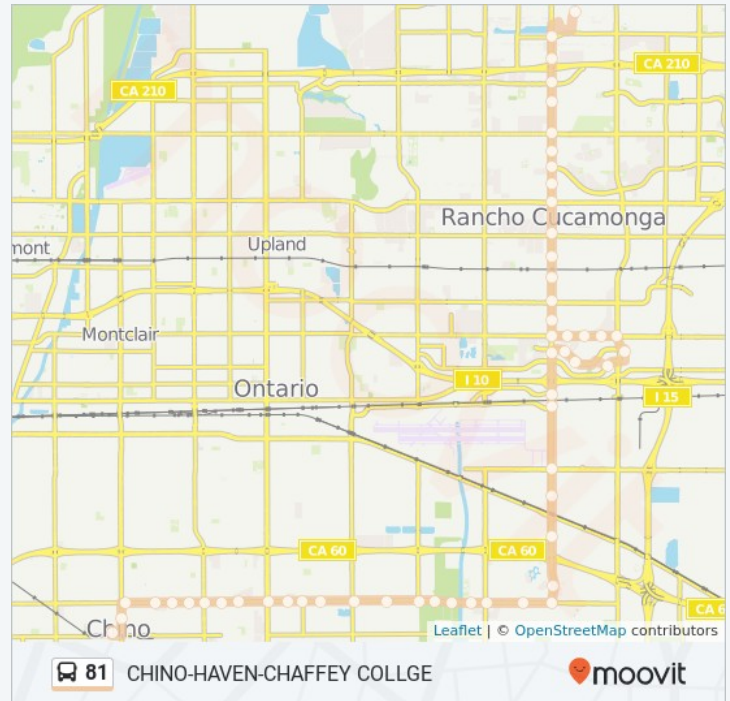 CA 210
CA 210
Rancho Cucamonga
mont
Upland
Montclair
I 10
Ontario
I 15
CA 60
CA 60
CA 6
Chino
Leaflet | © OpenStreetMap contributors
81 CHINO-HAVEN-CHAFFEY COLLGE
moovit